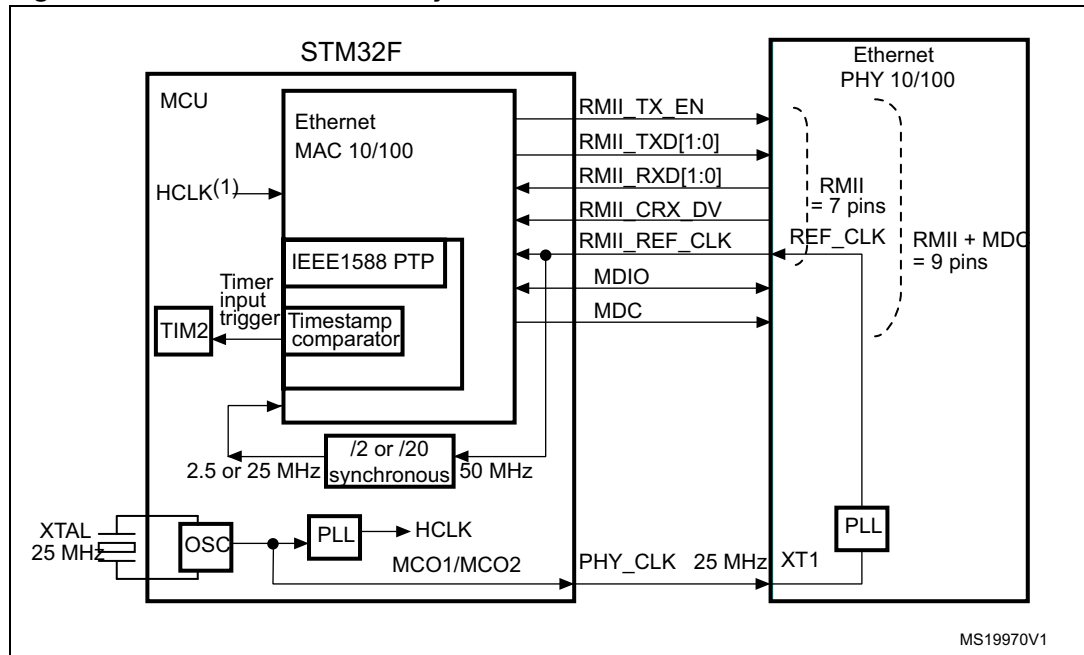 STM32F
MCU
Ethernet
MAC 10/100
HCLK(1)
IEEE1588 PTP
Timer
input
trigger
Timestamp
comparator
TIM2
/2 or /20
synchronous
2.5 or 25 MHz
50 MHz
XTAL
25 MHz
OSC
PLL
HCLK
MCO1/MCO2
RMII_TX_EN
RMII_TXD[1:0]
RMII_RXD[1:0]
RMII_CRX_DV
RMII_REF_CLK
MDIO
MDC
PHY_CLK 25 MHz
Ethernet
PHY 10/100
RMII
= 7 pins
REF_CLK
RMII + MDC
= 9 pins
PLL
XT1
MS19970V1